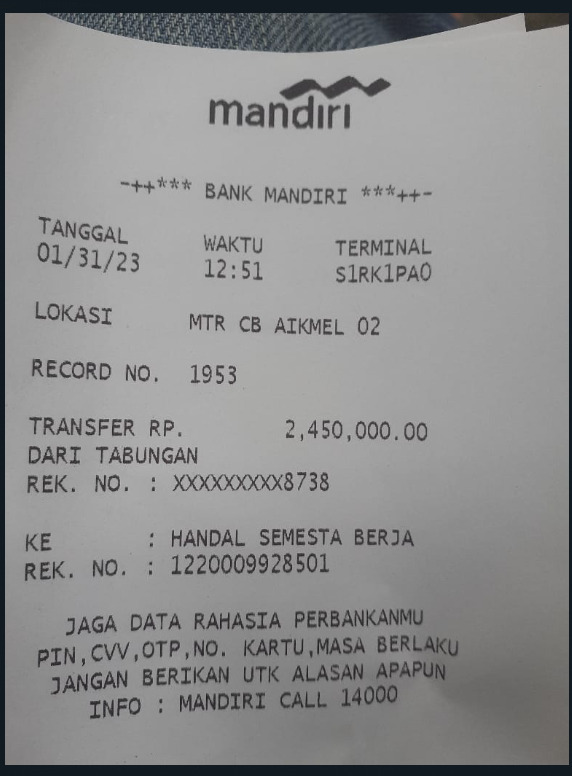 mandiri
-++*** BANK MANDIRI ***++-
TANGGAL WAKTU TERMINAL
01/31/23 12:51 S1RK1PAO
LOKASI MTR CB AIKMEL 02
RECORD NO. 1953
TRANSFER RP. 2,450,000.00
DARI TABUNGAN
REK. NO. : XXXXXXXXX8738
KE : HANDAL SEMESTA BERJA
REK. NO. : 1220009928501
JAGA DATA RAHASIA PERBANKANMU
PIN,CVV,OTP,NO. KARTU,MASA BERLAKU
JANGAN BERIKAN UTK ALASAN APAPUN
INFO : MANDIRI CALL 14000